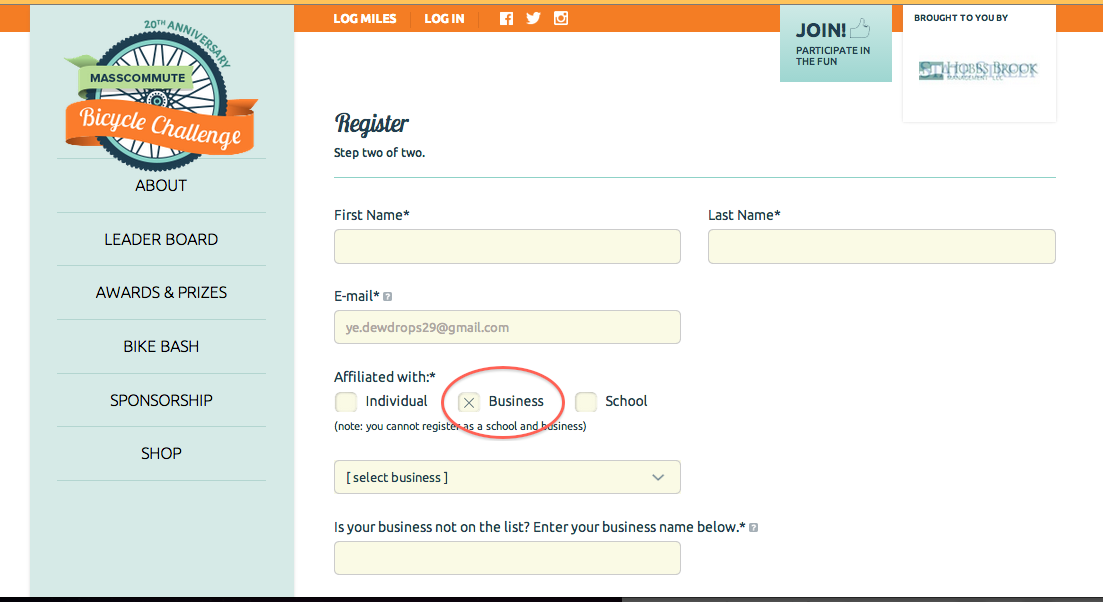 LOG MILES LOG IN
20TH ANNIVERSARY
MASSCOMMUTE
Bicycle Challenge
ABOUT
LEADER BOARD
AWARDS & PRIZES
BIKE BASH
SPONSORSHIP
SHOP
JOIN!
PARTICIPATE IN
THE FUN
BROUGHT TO YOU BY
HOBBS BROOK
Register
Step two of two.
First Name* Last Name*
E-mail* ?
ye.dewdrops29@gmail.com
Affiliated with:*
Individual Business School
(note: you cannot register as a school and business)
[ select business ]
Is your business not on the list? Enter your business name below.* ?